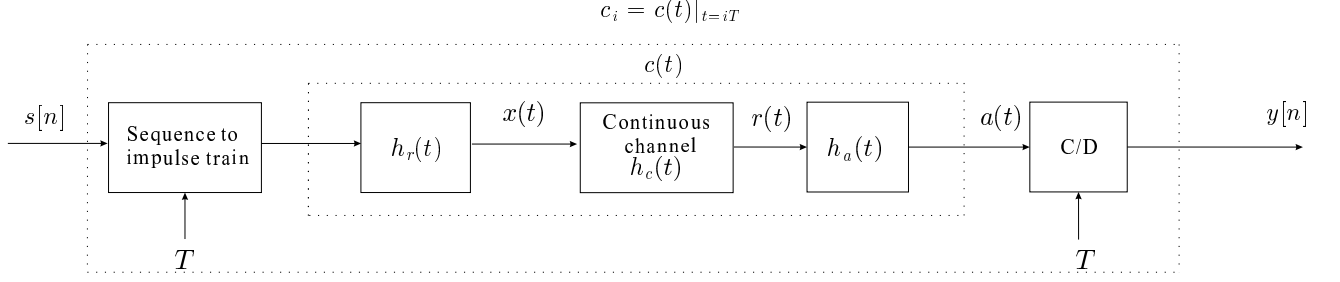 c_i = c(t)|_{t=iT}
c(t)
s[n]
Sequence to
impulse train
T
h_r(t)
x(t)
Continuous
channel
h_c(t)
r(t)
h_a(t)
a(t)
C/D
T
y[n]